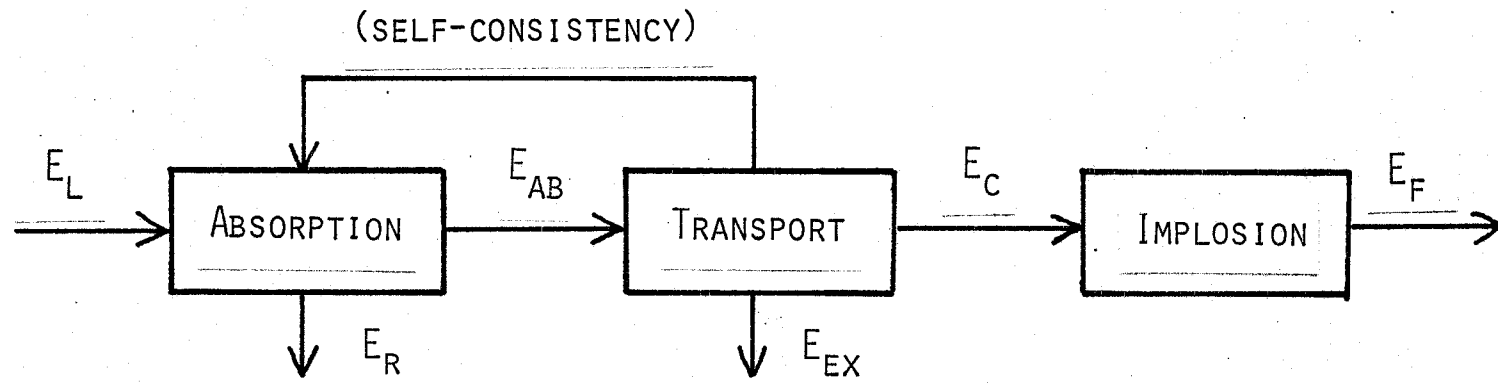 (SELF-CONSISTENCY)
E_L
E_AB
E_C
E_F
ABSORPTION
TRANSPORT
IMPLOSION
E_R
E_EX